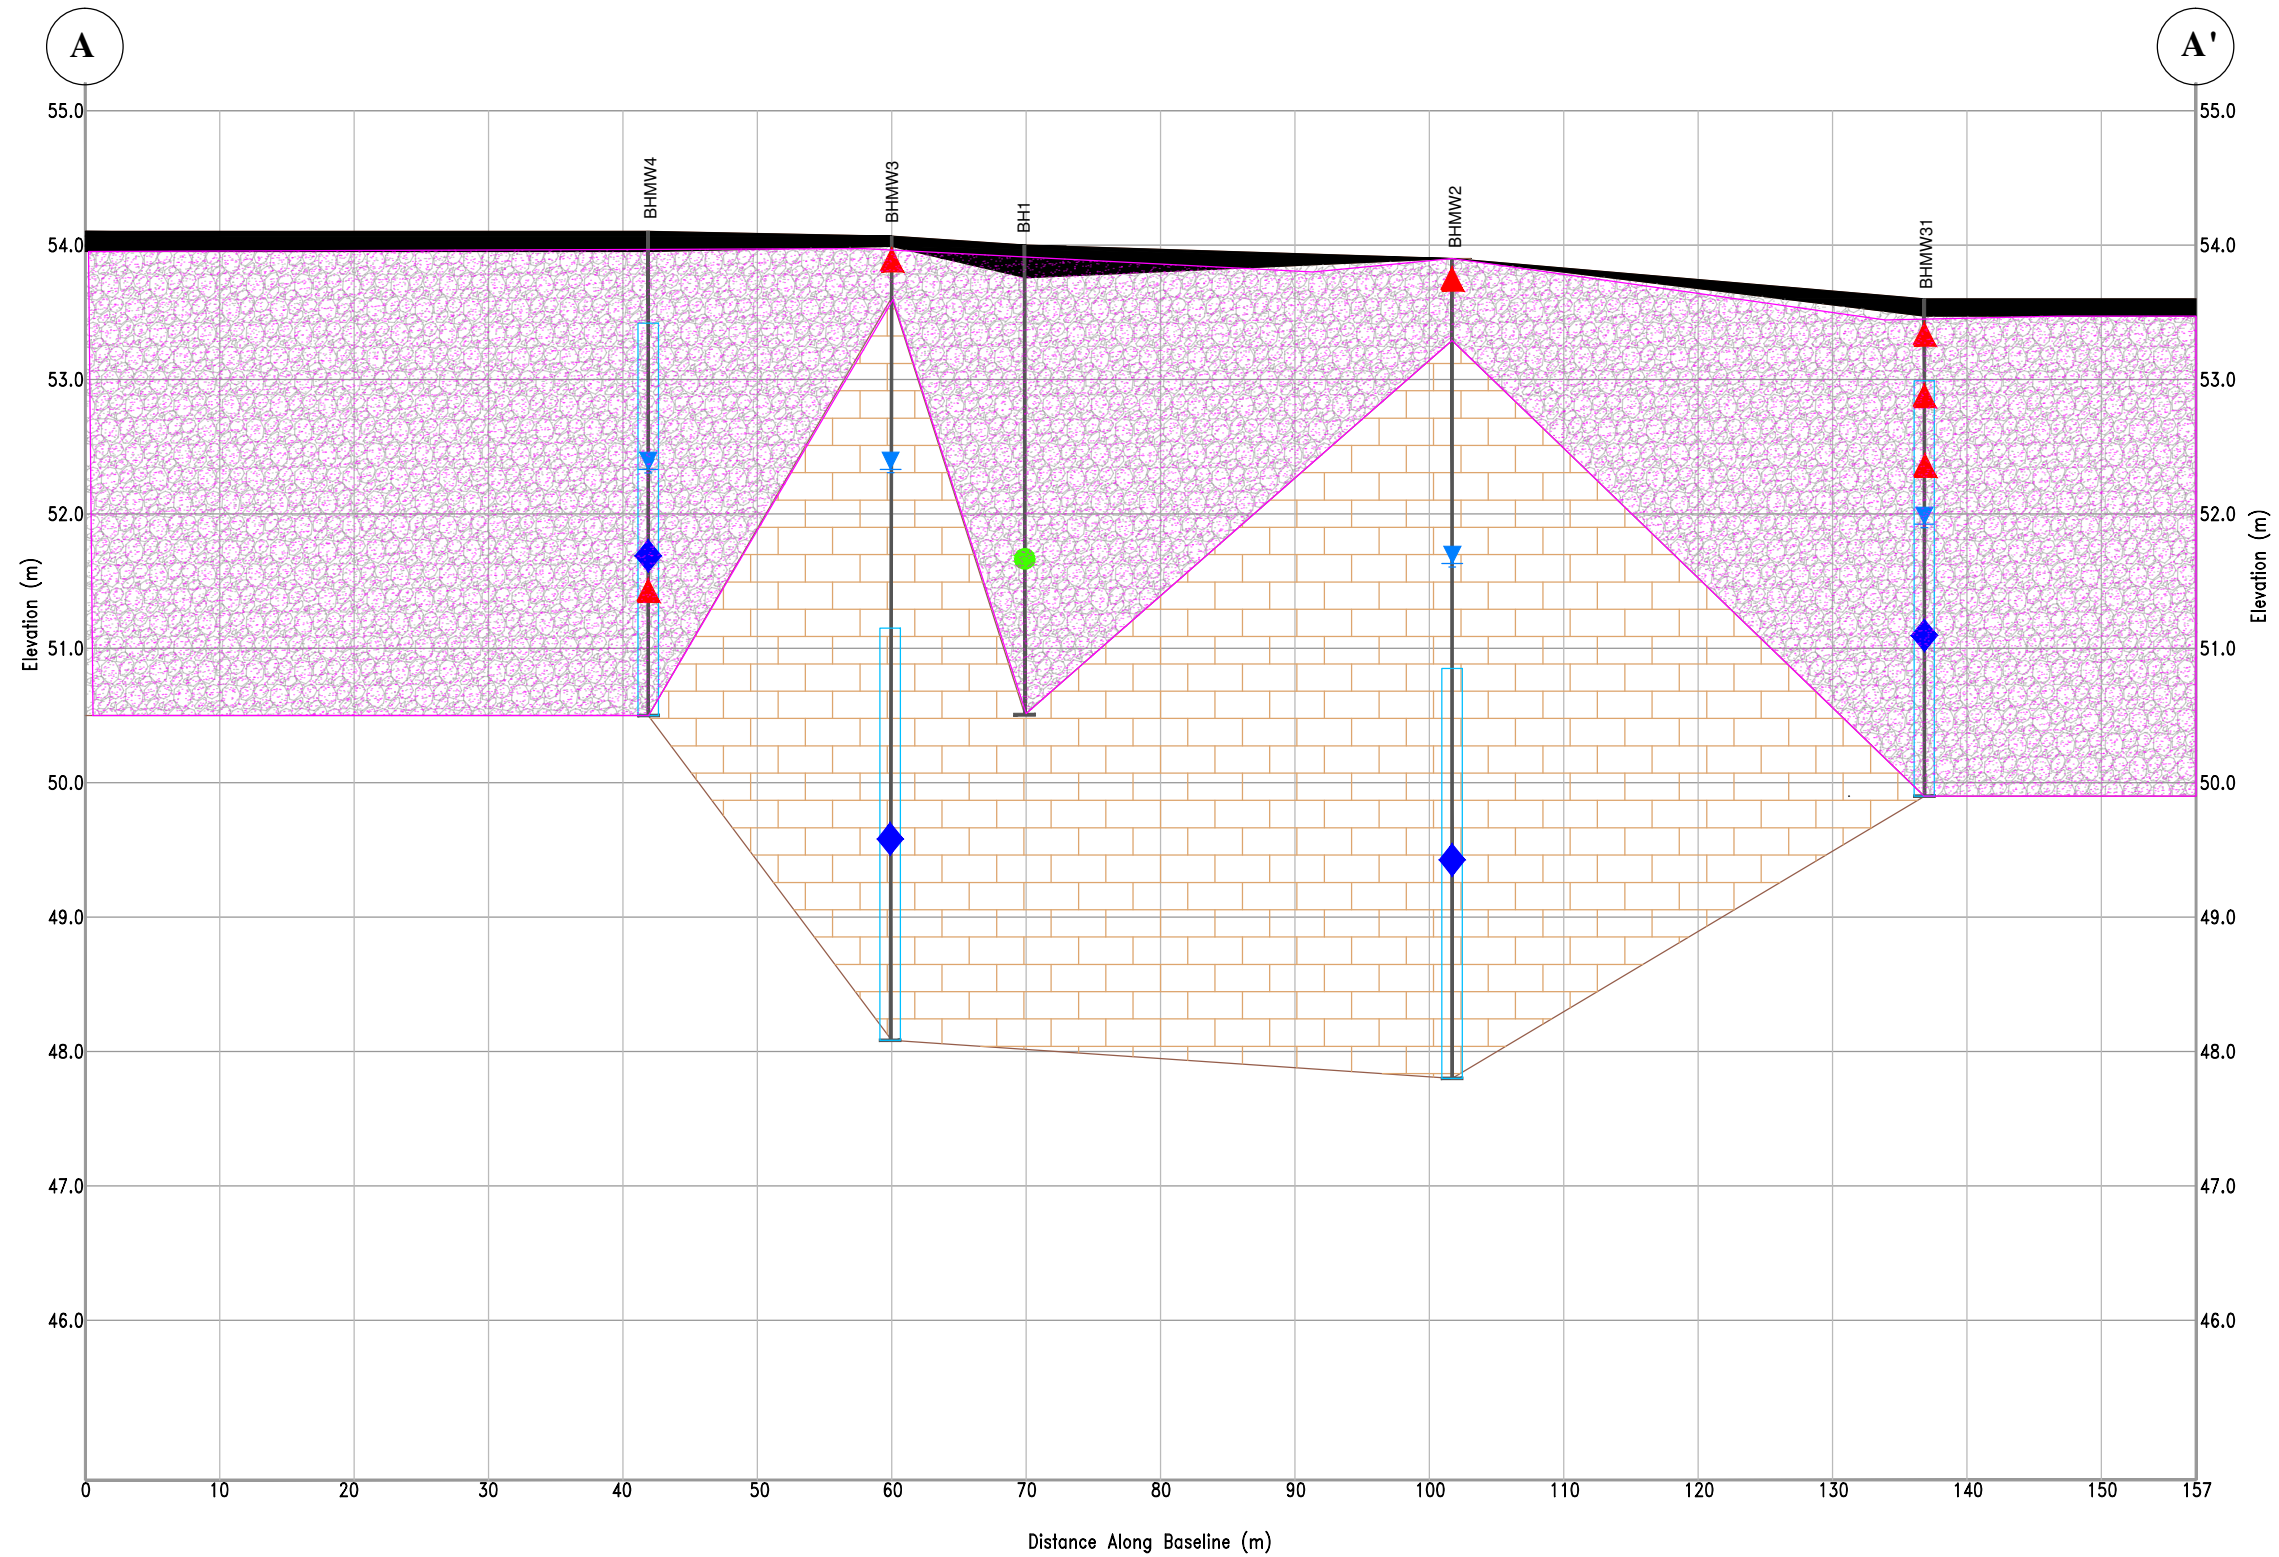 A A'
55.0 55.0
BHMW4 BHMW3 BH1 BHMW2 BHMW31
54.0 54.0
53.0 53.0
52.0 52.0
Elevation (m) Elevation (m)
51.0 51.0
50.0 50.0
49.0 49.0
48.0 48.0
47.0 47.0
46.0 46.0
0 10 20 30 40 50 60 70 80 90 100 110 120 130 140 150 157
Distance Along Baseline (m)